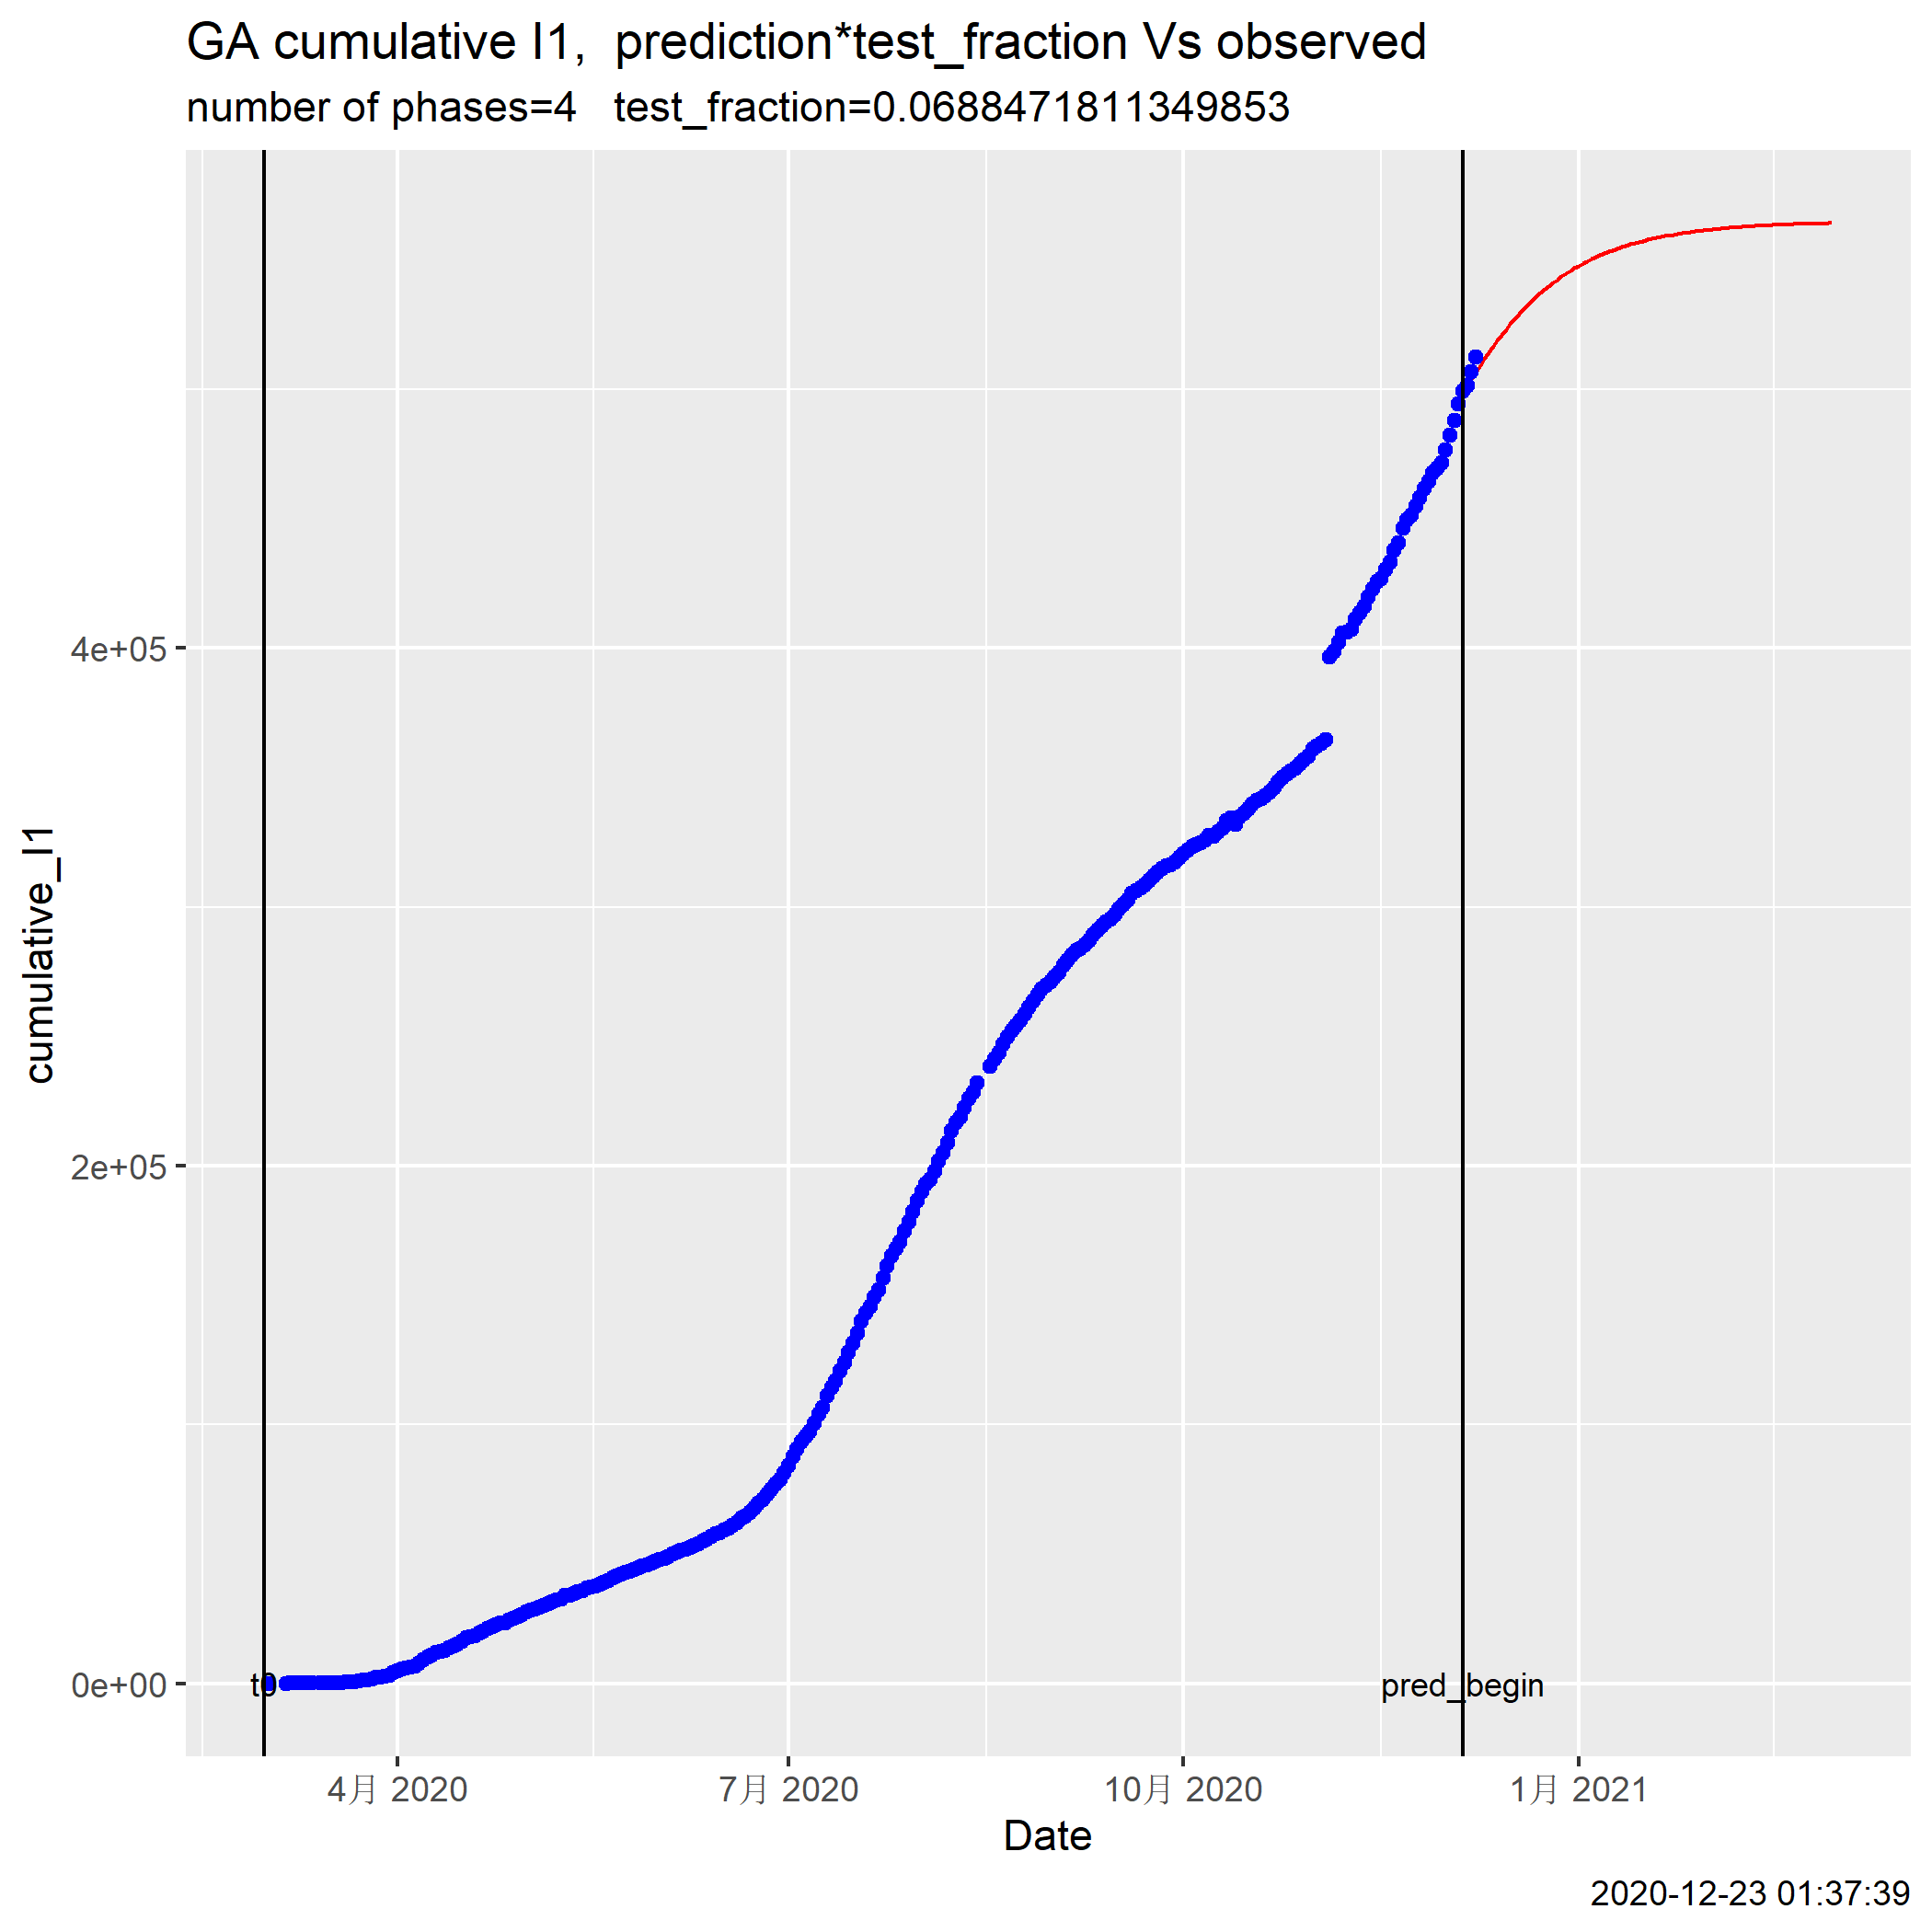 GA cumulative I1,  prediction*test_fraction Vs observed
number of phases=4   test_fraction=0.0688471811349853
cumulative_I1
4e+05
2e+05
0e+00
t0
pred_begin
4月 2020
7月 2020
10月 2020
1月 2021
Date
2020-12-23 01:37:39